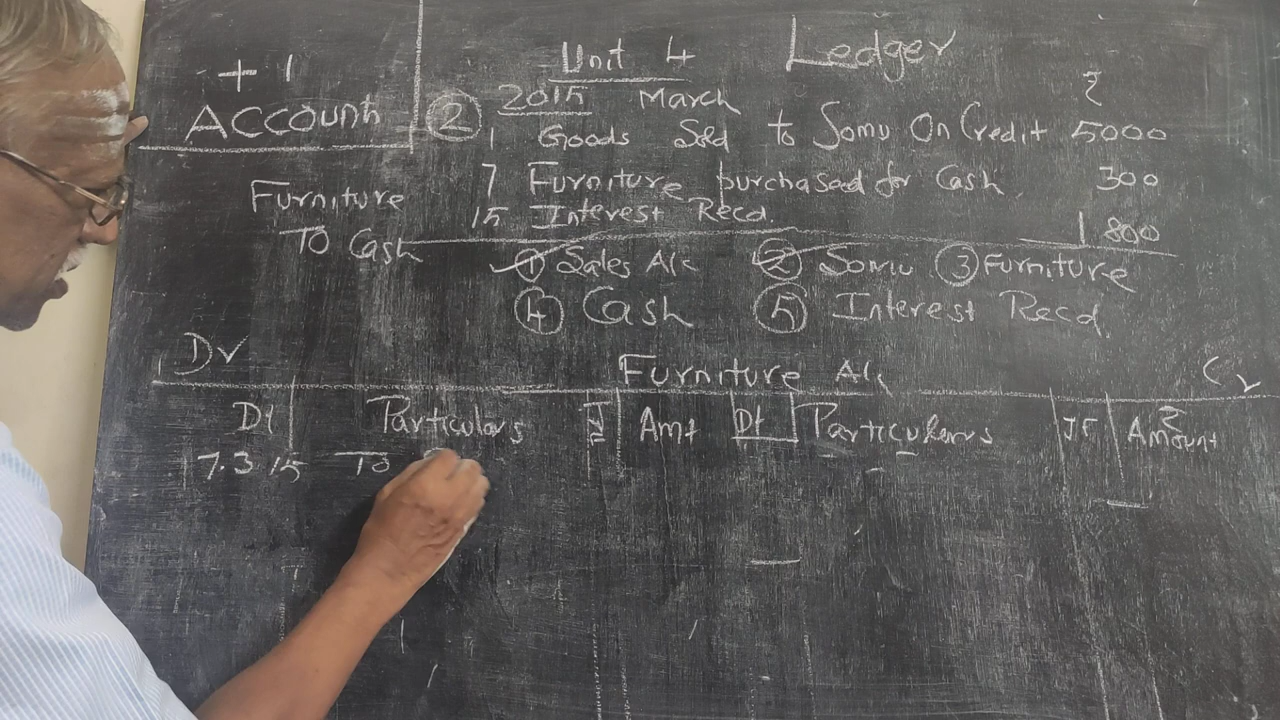 +1
ACCount
Unit 4 Ledger
② 2015 March ₹
1 Goods Sold to Somu On Credit 5000
7 Furniture purchased for Cash 300
15 Interest Recd. 1800
Furniture
To Cash
① Sales A/c ② Somu ③ Furniture
④ Cash ⑤ Interest Recd.
Dr Furniture A/c Cr
Dt Particulars JF Amt Dt Particulars JF Amount ₹
7.3.15 To